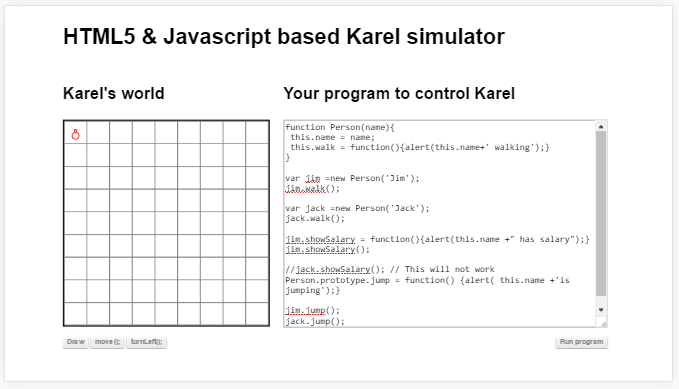 HTML5 & Javascript based Karel simulator
Karel's world
Your program to control Karel
function Person(name){
this.name = name;
this.walk = function(){alert(this.name+' walking');}
}
var jim =new Person('Jim');
jim.walk();
var jack =new Person('Jack');
jack.walk();
jim.showSalary = function(){alert(this.name +" has salary");}
jim.showSalary();
//jack.showSalary(); // This will not work
Person.prototype.jump = function() {alert( this.name +'is
jumping');}
jim.jump();
jack.jump();
Draw move(); turnLeft(); Run program